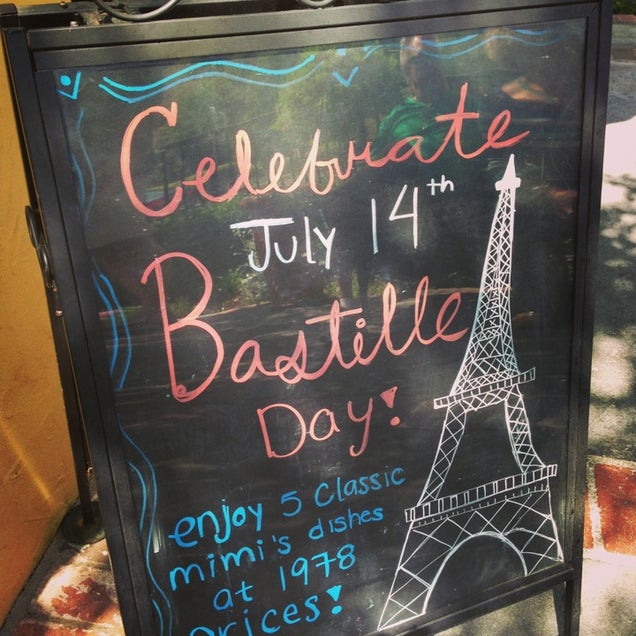 Celebrate
July 14th
Bastille
Day!
enjoy 5 Classic
mimi's dishes
at 1978
prices!